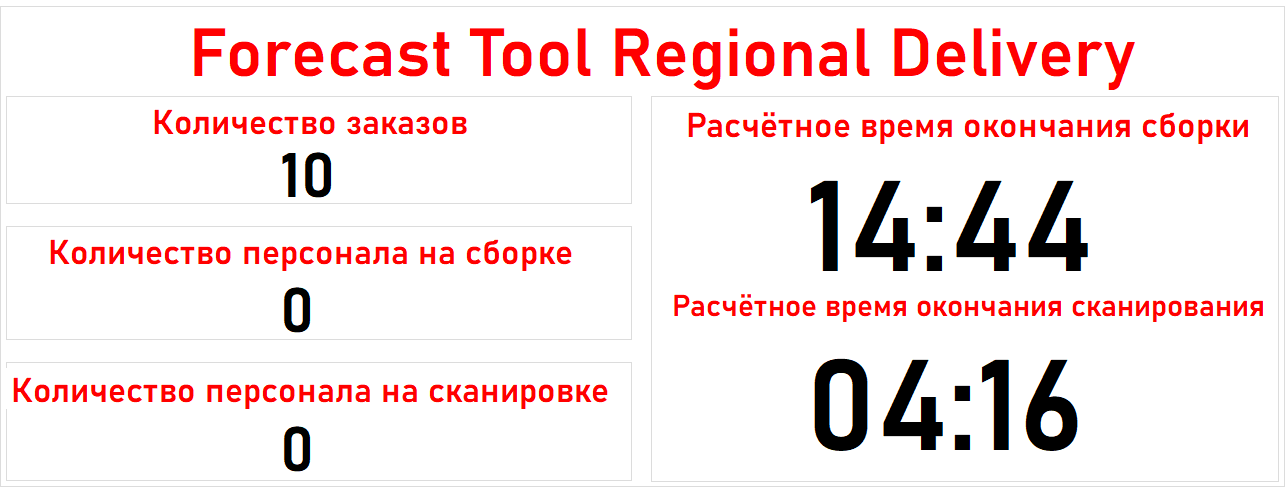 Forecast Tool Regional Delivery
Количество заказов
10
Количество персонала на сборке
0
Количество персонала на сканировке
0
Расчётное время окончания сборки
14:44
Расчётное время окончания сканирования
04:16